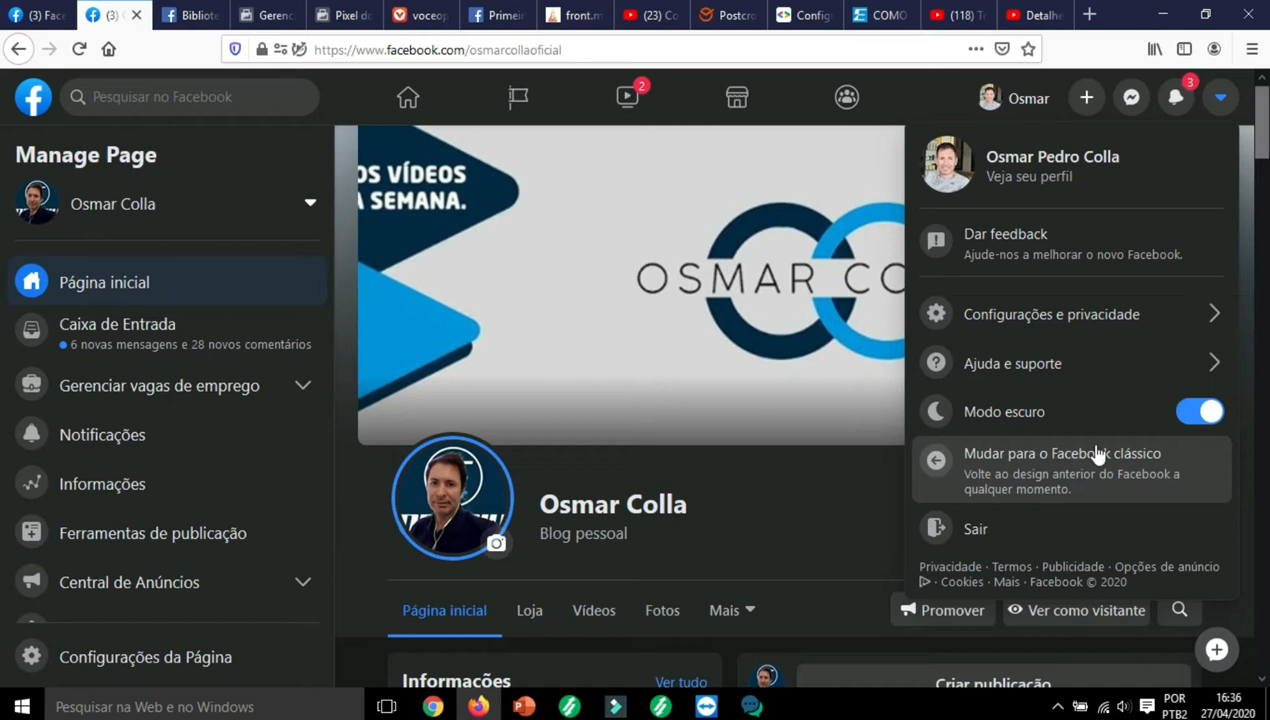 (3) Face
(3) (
Bibliote
Gerenc
Pixel do
voceop
Primei
front.m
(23) Co
Postcro
Config
COMO
(118) T
Detalhe
https://www.facebook.com/osmarcollaoficial
Pesquisar no Facebook
2
Osmar
3
Manage Page
Osmar Colla
Página inicial
Caixa de Entrada
6 novas mensagens e 28 novos comentários
Gerenciar vagas de emprego
Notificações
Informações
Ferramentas de publicação
Central de Anúncios
Configurações da Página
OS VÍDEOS
A SEMANA.
OSMAR CO
Osmar Colla
Blog pessoal
Página inicial
Loja
Vídeos
Fotos
Mais
Promover
Ver como visitante
Informações
Ver tudo
Criar publicação
Osmar Pedro Colla
Veja seu perfil
Dar feedback
Ajude-nos a melhorar o novo Facebook.
Configurações e privacidade
Ajuda e suporte
Modo escuro
Mudar para o Facebook clássico
Volte ao design anterior do Facebook a
qualquer momento.
Sair
Privacidade · Termos · Publicidade · Opções de anúncio
· Cookies · Mais · Facebook © 2020
Pesquisar na Web e no Windows
POR
PTB2
16:36
27/04/2020